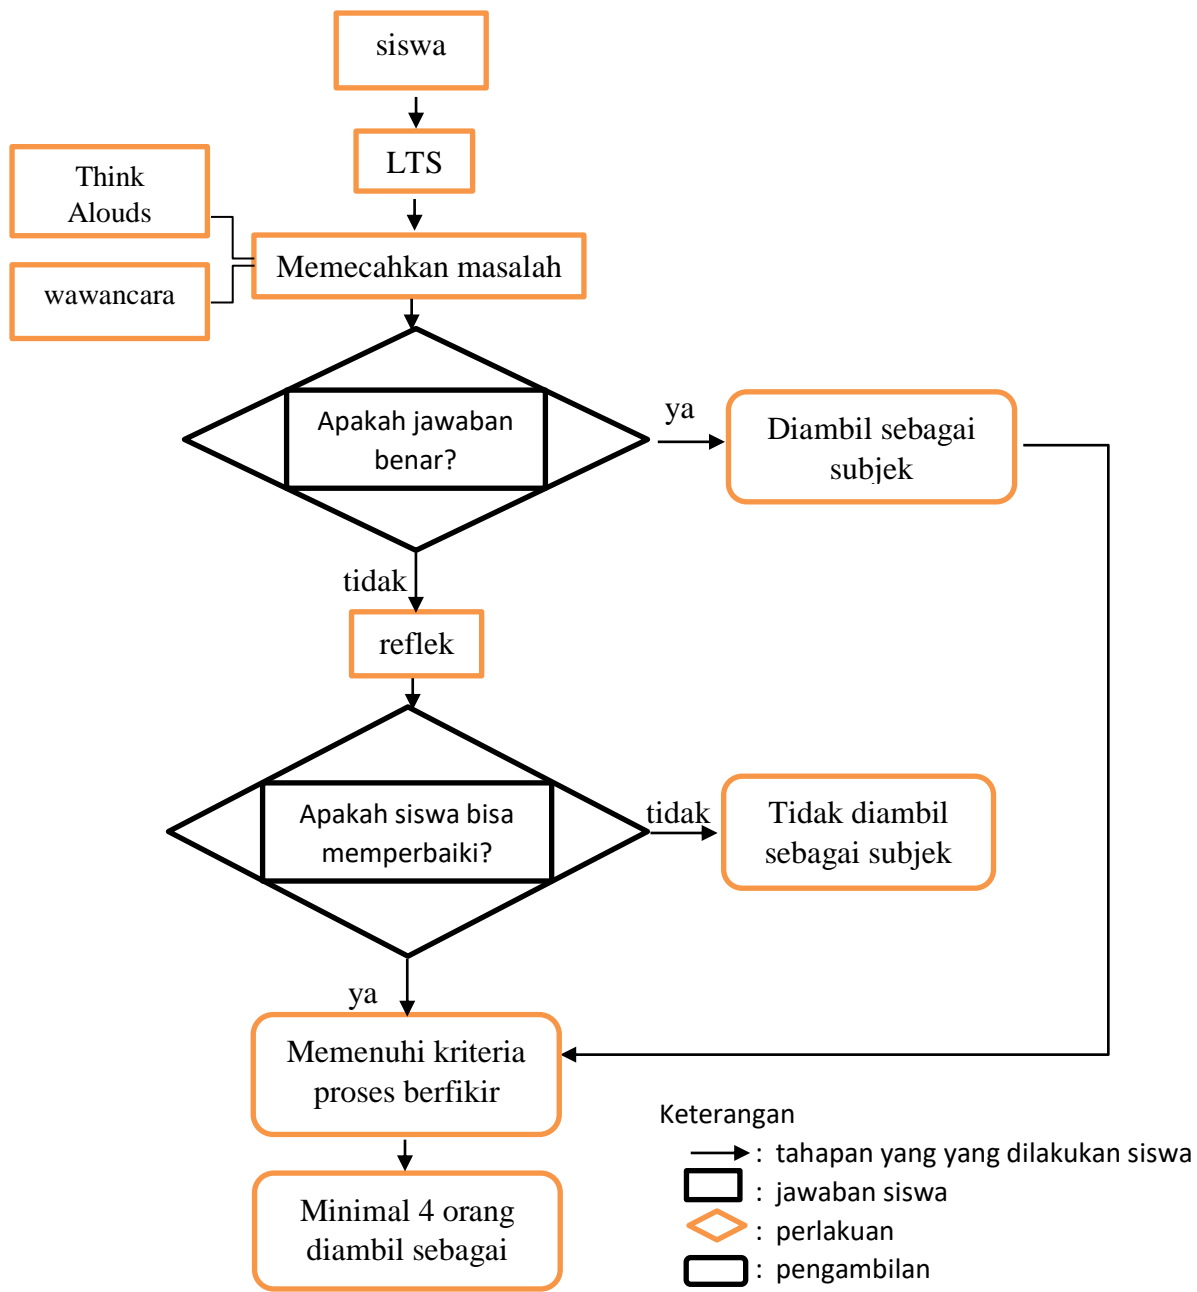 siswa
LTS
Think
Alouds
Memecahkan masalah
wawancara
Apakah jawaban
benar?
ya
Diambil sebagai
subjek
tidak
reflek
Apakah siswa bisa
memperbaiki?
tidak
Tidak diambil
sebagai subjek
ya
Memenuhi kriteria
proses berfikir
Minimal 4 orang
diambil sebagai
Keterangan
: tahapan yang yang dilakukan siswa
: jawaban siswa
: perlakuan
: pengambilan